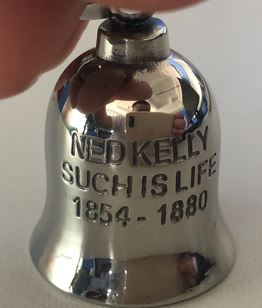 NED KELLY
SUCH IS LIFE
1854 - 1880